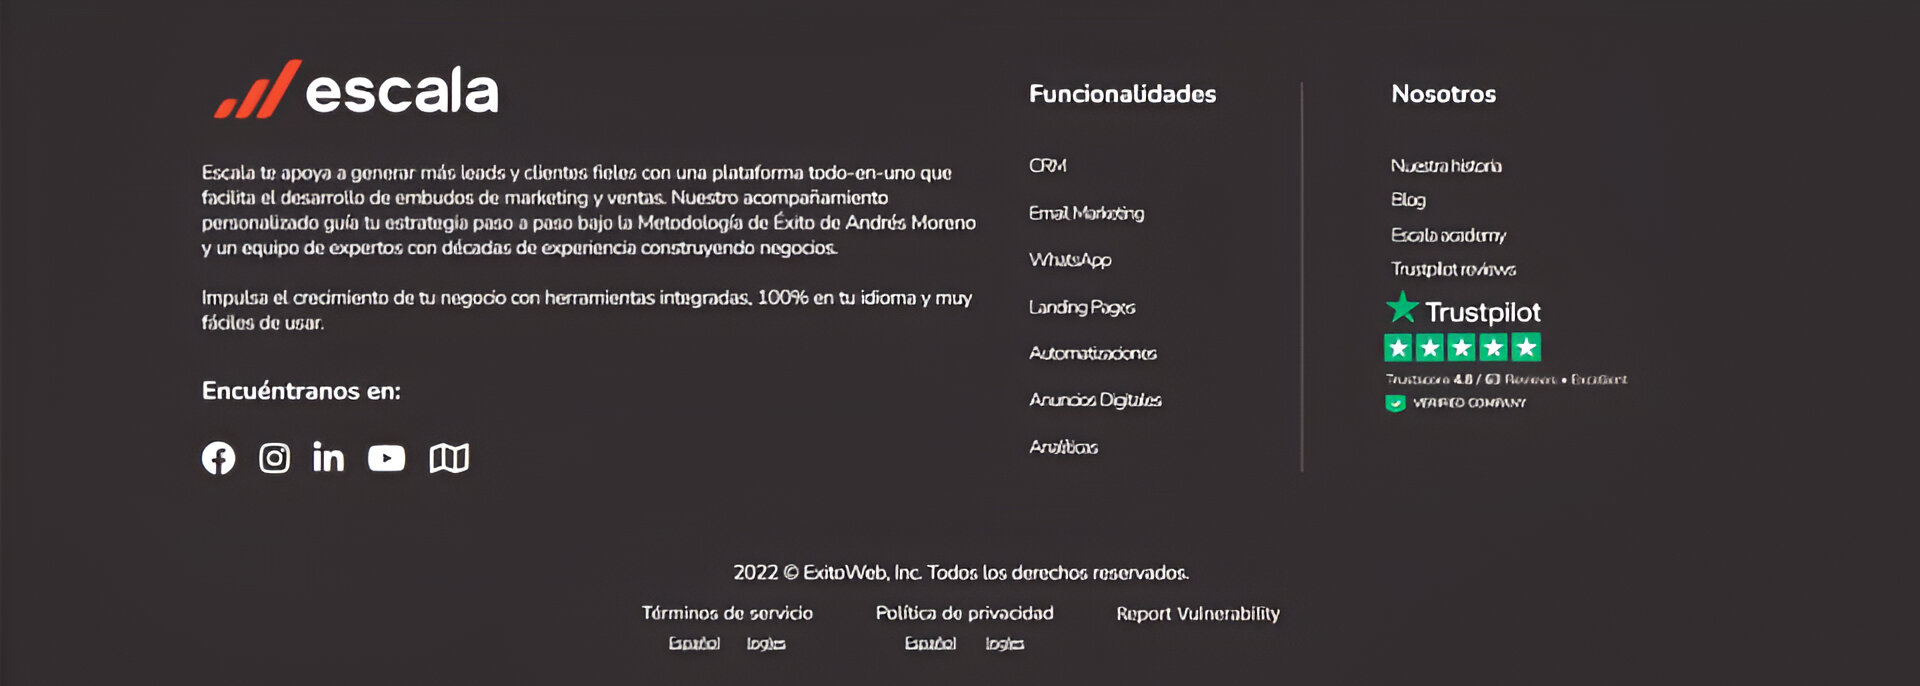 escala
Escala te apoya a generar más leads y clientes fieles con una plataforma todo-en-uno que
facilita el desarrollo de embudos de marketing y ventas. Nuestro acompañamiento
personalizado guía tu estrategia paso a paso bajo la Metodología de Éxito de Andrés Moreno
y un equipo de expertos con décadas de experiencia construyendo negocios.
Impulsa el crecimiento de tu negocio con herramientas integradas, 100% en tu idioma y muy
fáciles de usar.
Encuéntranos en:
Funcionalidades
CRM
Email Marketing
WhatsApp
Landing Pages
Automatizaciones
Anuncios Digitales
Analíticas
Nosotros
Nuestra historia
Blog
Escala academy
Trustpilot reviews
Trustpilot
Trustscore 4.8 / 63 Reviews • Excellent
VERIFIED COMPANY
2022 © ExitoWeb, Inc. Todos los derechos reservados.
Términos de servicio Política de privacidad Report Vulnerability
Español Ingles Español Ingles